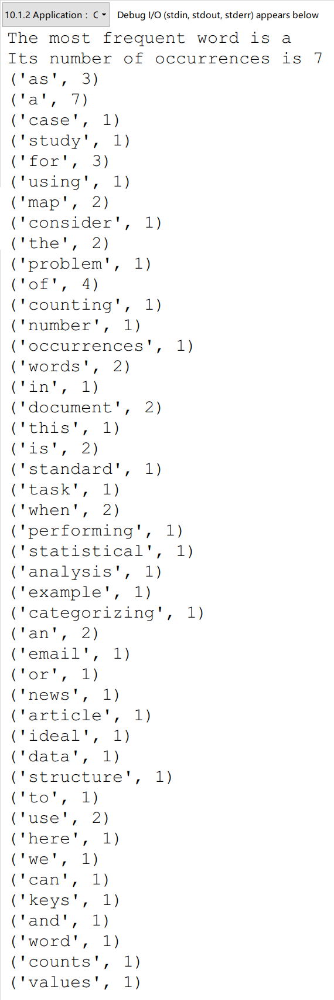 10.1.2 Application : C
Debug I/O (stdin, stdout, stderr) appears below
The most frequent word is a
Its number of occurrences is 7
('as', 3)
('a', 7)
('case', 1)
('study', 1)
('for', 3)
('using', 1)
('map', 2)
('consider', 1)
('the', 2)
('problem', 1)
('of', 4)
('counting', 1)
('number', 1)
('occurrences', 1)
('words', 2)
('in', 1)
('document', 2)
('this', 1)
('is', 2)
('standard', 1)
('task', 1)
('when', 2)
('performing', 1)
('statistical', 1)
('analysis', 1)
('example', 1)
('categorizing', 1)
('an', 2)
('email', 1)
('or', 1)
('news', 1)
('article', 1)
('ideal', 1)
('data', 1)
('structure', 1)
('to', 1)
('use', 2)
('here', 1)
('we', 1)
('can', 1)
('keys', 1)
('and', 1)
('word', 1)
('counts', 1)
('values', 1)